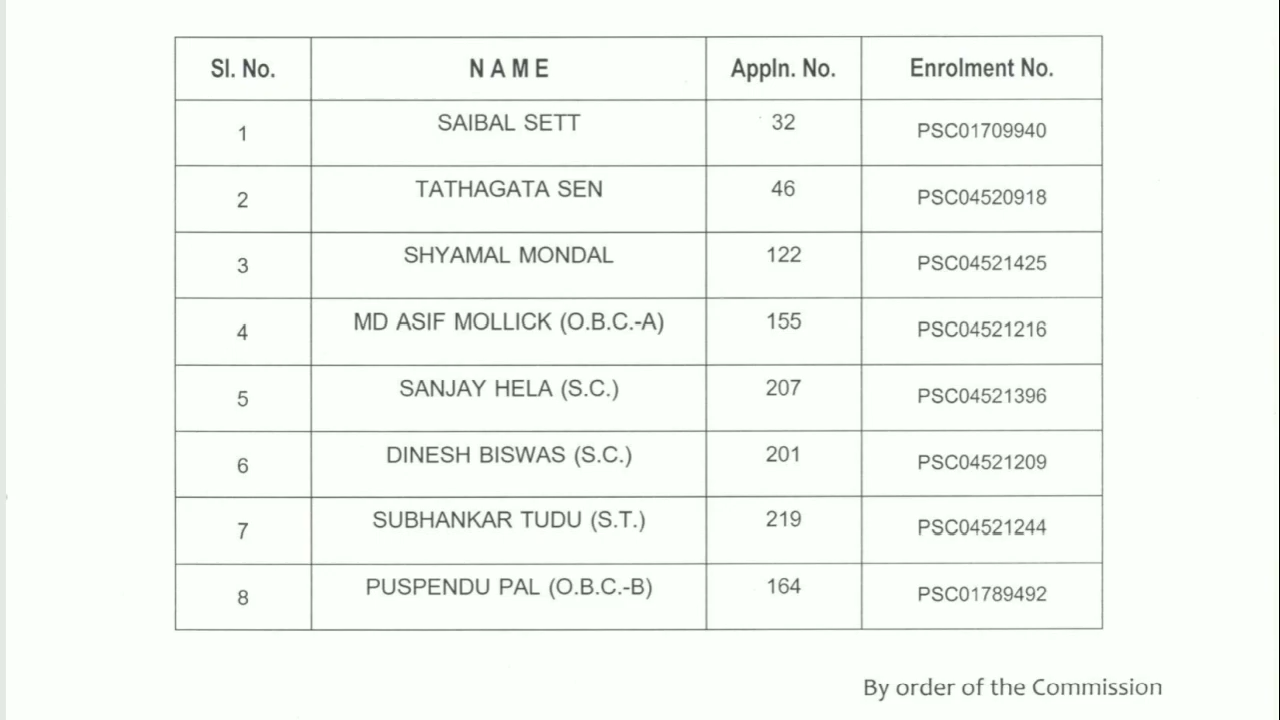 Sl. No. N A M E Appln. No. Enrolment No.
1 SAIBAL SETT 32 PSC01709940
2 TATHAGATA SEN 46 PSC04520918
3 SHYAMAL MONDAL 122 PSC04521425
4 MD ASIF MOLLICK (O.B.C.-A) 155 PSC04521216
5 SANJAY HELA (S.C.) 207 PSC04521396
6 DINESH BISWAS (S.C.) 201 PSC04521209
7 SUBHANKAR TUDU (S.T.) 219 PSC04521244
8 PUSPENDU PAL (O.B.C.-B) 164 PSC01789492
By order of the Commission